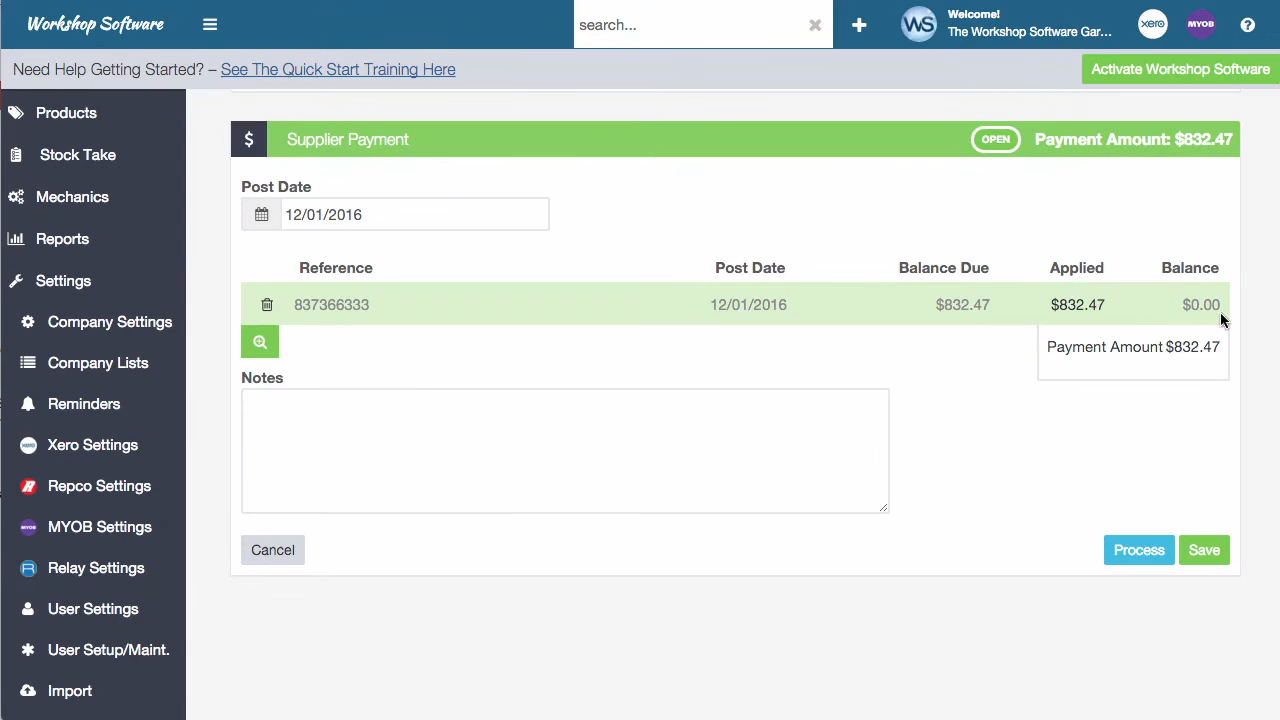 Workshop Software
search...
WS
Welcome!
The Workshop Software Gar...
xero
MYOB
?
Need Help Getting Started? – See The Quick Start Training Here
Activate Workshop Software
Products
Stock Take
Mechanics
Reports
Settings
Company Settings
Company Lists
Reminders
xero
Xero Settings
R
Repco Settings
MYOB
MYOB Settings
R
Relay Settings
User Settings
User Setup/Maint.
Import
$
Supplier Payment
OPEN
Payment Amount: $832.47
Post Date
12/01/2016
Reference
Post Date
Balance Due
Applied
Balance
837366333
12/01/2016
$832.47
$832.47
$0.00
Payment Amount $832.47
Notes
Cancel
Process
Save